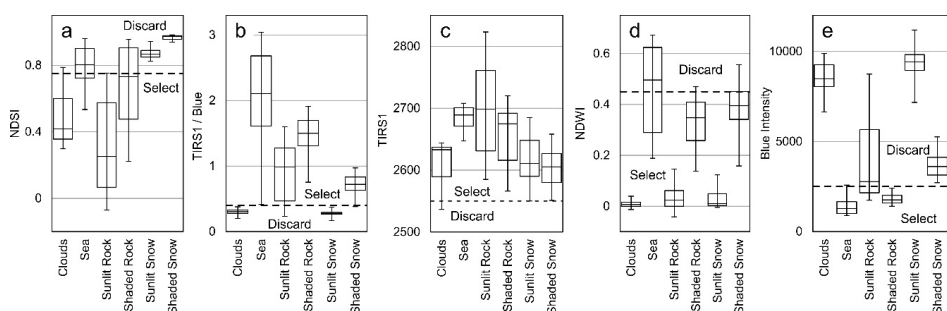 a
Discard
Select
NDSI
0.8
0.4
0
Clouds
Sea
Sunlit Rock
Shaded Rock
Sunlit Snow
Shaded Snow
b
Select
Discard
TIRS1 / Blue
3
2
1
0
Clouds
Sea
Sunlit Rock
Shaded Rock
Sunlit Snow
Shaded Snow
c
Select
Discard
TIRS1
2800
2700
2600
2500
Clouds
Sea
Sunlit Rock
Shaded Rock
Sunlit Snow
Shaded Snow
d
Discard
Select
NDWI
0.6
0.4
0.2
0
Clouds
Sea
Sunlit Rock
Shaded Rock
Sunlit Snow
Shaded Snow
e
Discard
Select
Blue Intensity
10000
5000
0
Clouds
Sea
Sunlit Rock
Shaded Rock
Sunlit Snow
Shaded Snow